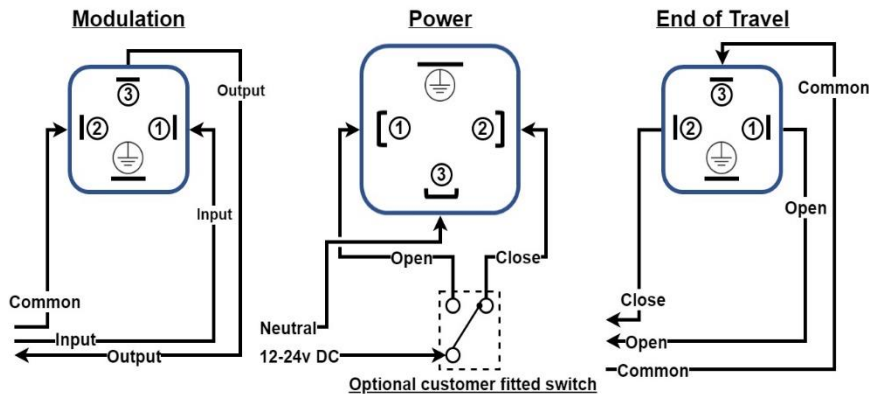 Modulation
Power
End of Travel
3
Output
2
1
Input
Common
Input
Output
1
2
3
Open
Close
Neutral
12-24v DC
Optional customer fitted switch
3
Common
2
1
Open
Close
Open
Common